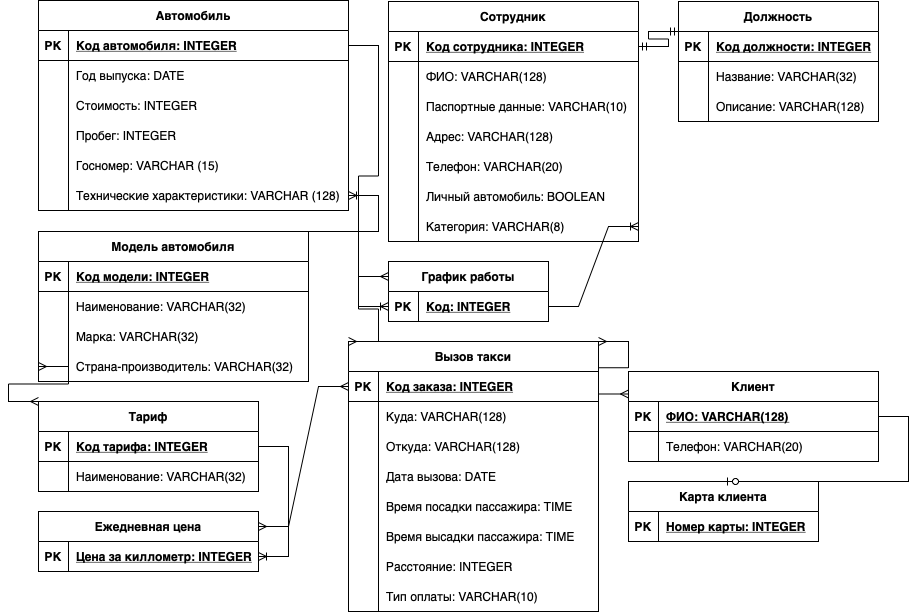 Автомобиль
PK Код автомобиля: INTEGER
Год выпуска: DATE
Стоимость: INTEGER
Пробег: INTEGER
Госномер: VARCHAR (15)
Технические характеристики: VARCHAR (128)
Сотрудник
PK Код сотрудника: INTEGER
ФИО: VARCHAR(128)
Паспортные данные: VARCHAR(10)
Адрес: VARCHAR(128)
Телефон: VARCHAR(20)
Личный автомобиль: BOOLEAN
Категория: VARCHAR(8)
Должность
PK Код должности: INTEGER
Название: VARCHAR(32)
Описание: VARCHAR(128)
Модель автомобиля
PK Код модели: INTEGER
Наименование: VARCHAR(32)
Марка: VARCHAR(32)
Страна-производитель: VARCHAR(32)
График работы
PK Код: INTEGER
Вызов такси
PK Код заказа: INTEGER
Куда: VARCHAR(128)
Откуда: VARCHAR(128)
Дата вызова: DATE
Время посадки пассажира: TIME
Время высадки пассажира: TIME
Расстояние: INTEGER
Тип оплаты: VARCHAR(10)
Клиент
PK ФИО: VARCHAR(128)
Телефон: VARCHAR(20)
Тариф
PK Код тарифа: INTEGER
Наименование: VARCHAR(32)
Карта клиента
PK Номер карты: INTEGER
Ежедневная цена
PK Цена за киллометр: INTEGER